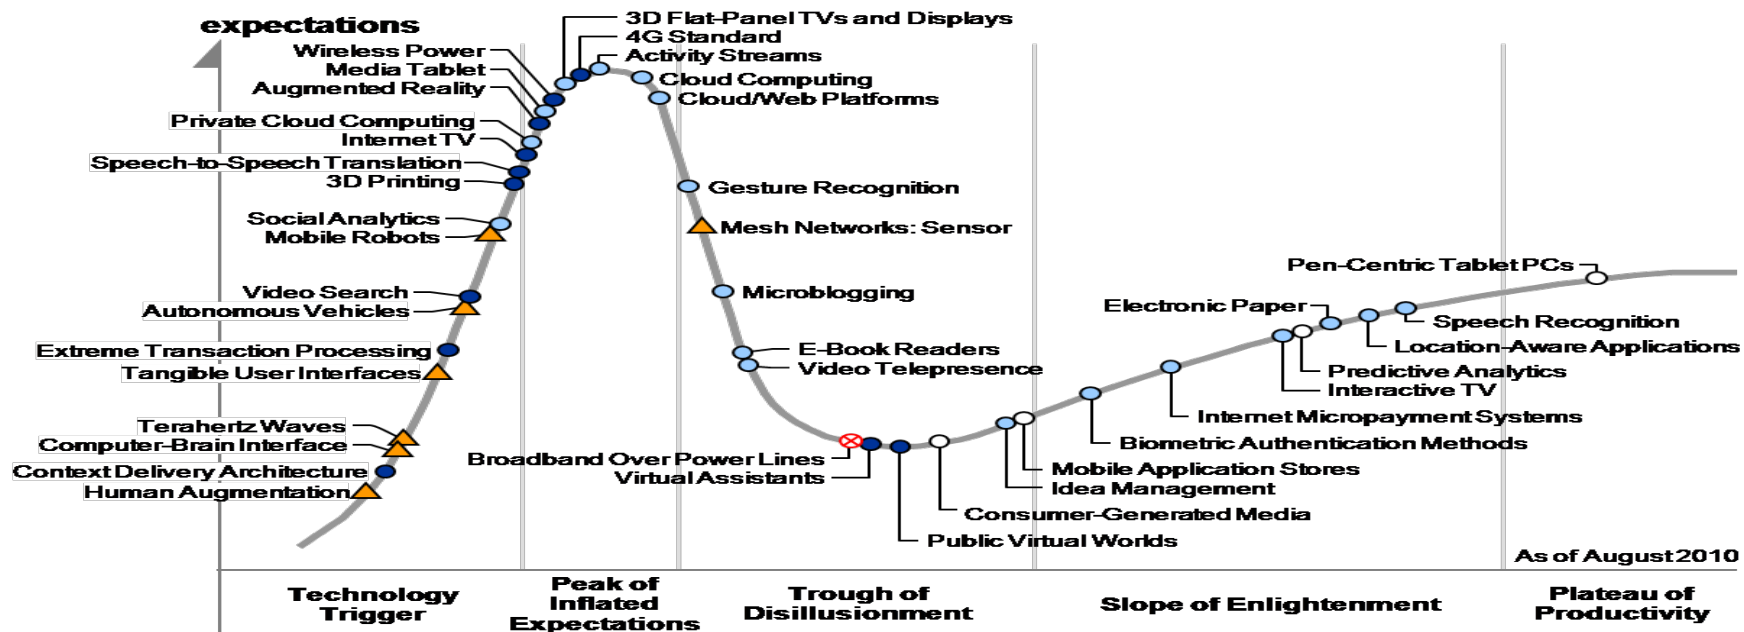 expectations
3D Flat-Panel TVs and Displays
4G Standard
Activity Streams
Wireless Power
Media Tablet
Augmented Reality
Cloud Computing
Cloud/Web Platforms
Private Cloud Computing
Internet TV
Speech-to-Speech Translation
3D Printing
Gesture Recognition
Social Analytics
Mobile Robots
Mesh Networks: Sensor
Video Search
Autonomous Vehicles
Microblogging
Extreme Transaction Processing
Tangible User Interfaces
E-Book Readers
Video Telepresence
Terahertz Waves
Computer-Brain Interface
Context Delivery Architecture
Human Augmentation
Broadband Over Power Lines
Virtual Assistants
Pen-Centric Tablet PCs
Electronic Paper
Speech Recognition
Location-Aware Applications
Predictive Analytics
Interactive TV
Internet Micropayment Systems
Biometric Authentication Methods
Mobile Application Stores
Idea Management
Consumer-Generated Media
Public Virtual Worlds
As of August 2010
Technology
Trigger
Peak of
Inflated
Expectations
Trough of
Disillusionment
Slope of Enlightenment
Plateau of
Productivity